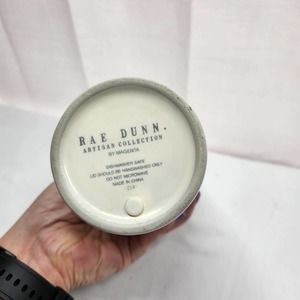 RAE DUNN.
ARTISAN COLLECTION
BY MAGENTA
DISHWASHER SAFE
LID SHOULD BE HANDWASHED ONLY
DO NOT MICROWAVE
MADE IN CHINA